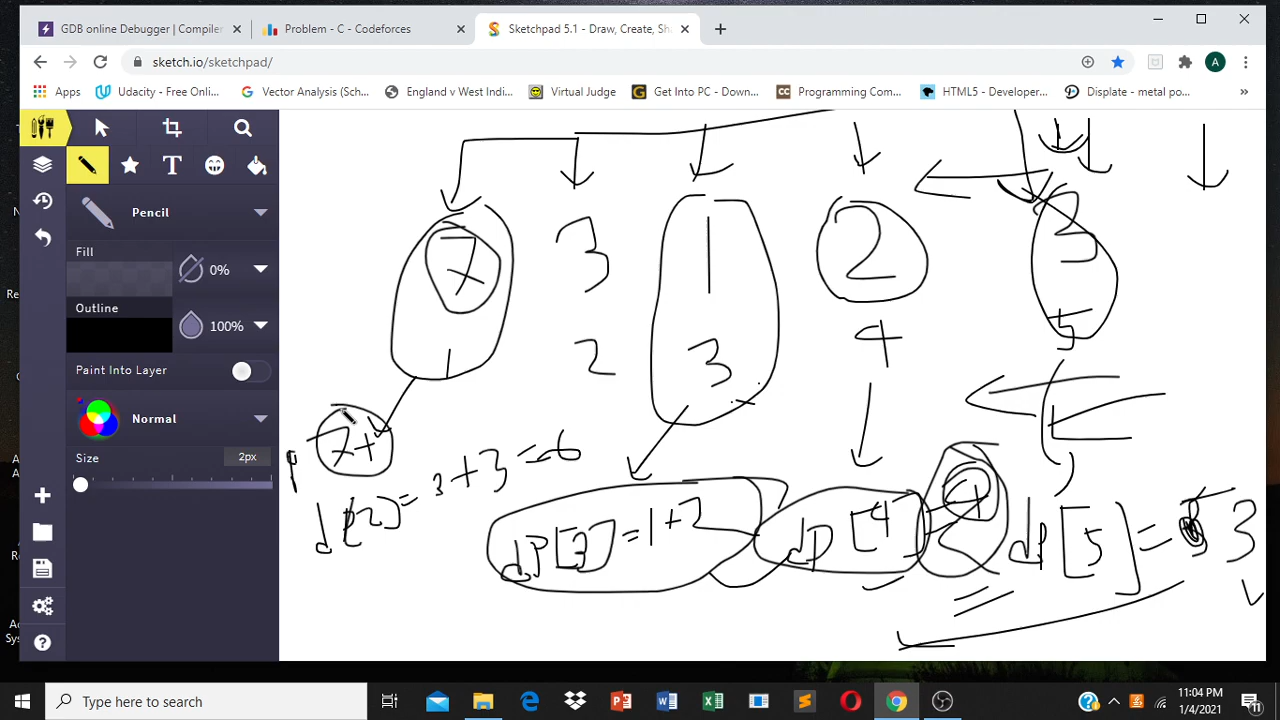 GDB online Debugger | Compiler
Problem - C - Codeforces
Sketchpad 5.1 - Draw, Create, Sh
sketch.io/sketchpad/
A
Apps
Udacity - Free Onli...
Vector Analysis (Sch...
England v West Indi...
Virtual Judge
Get Into PC - Down...
Programming Com...
HTML5 - Developer...
Displate - metal po...
Pencil
Fill
0%
Outline
100%
Paint Into Layer
Normal
Size
2px
7 3 1 2 3
1 2 3 4 5
7+
dp[2] = 3+3=6
dp[3] = 1+2
dp[4]
dp[5] = 3
Type here to search
11:04 PM
1/4/2021
11